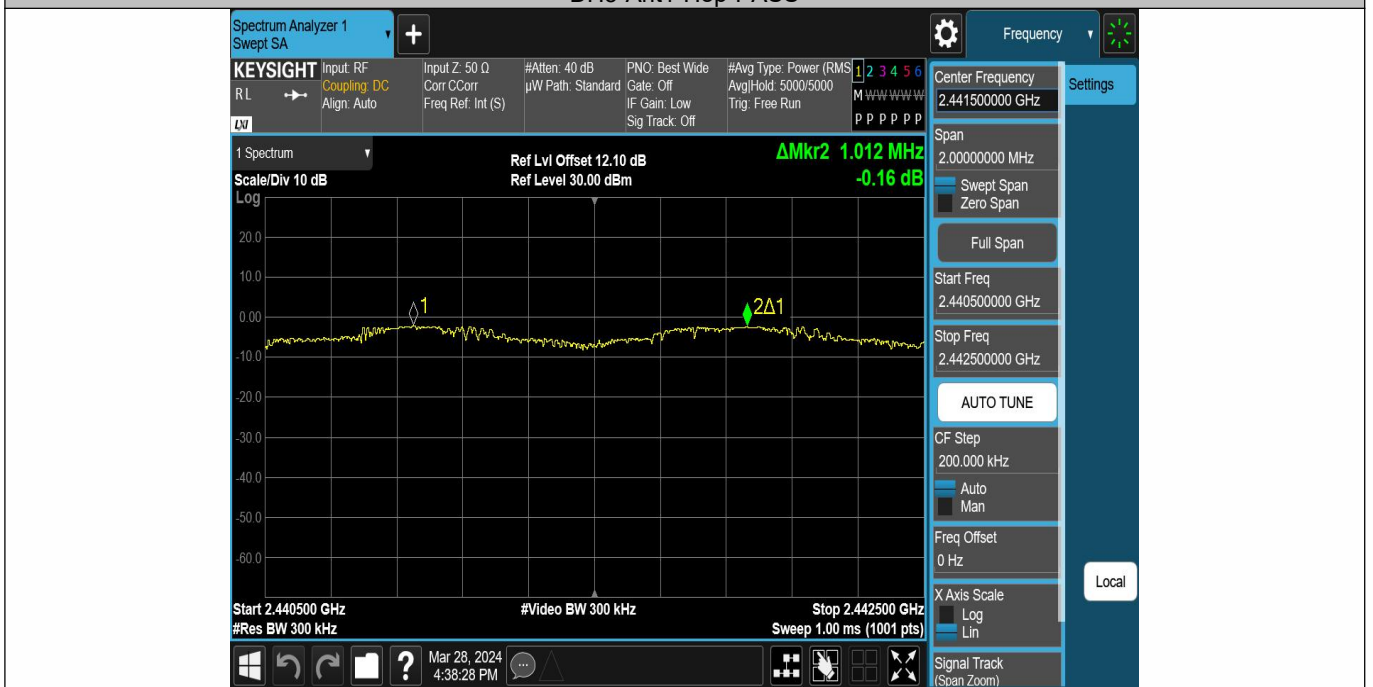 Spectrum Analyzer 1
Swept SA
Frequency
KEYSIGHT
RL
LXI
Input: RF
Coupling: DC
Align: Auto
Input Z: 50 Ω
Corr CCorr
Freq Ref: Int (S)
#Atten: 40 dB
µW Path: Standard
PNO: Best Wide
Gate: Off
IF Gain: Low
Sig Track: Off
#Avg Type: Power (RMS
Avg|Hold: 5000/5000
Trig: Free Run
1 2 3 4 5 6
M W W W W W
P P P P P P
1 Spectrum
Scale/Div 10 dB
Log
Ref Lvl Offset 12.10 dB
Ref Level 30.00 dBm
ΔMkr2 1.012 MHz
-0.16 dB
20.0
10.0
0.00
-10.0
-20.0
-30.0
-40.0
-50.0
-60.0
1
2Δ1
Start 2.440500 GHz
#Res BW 300 kHz
#Video BW 300 kHz
Stop 2.442500 GHz
Sweep 1.00 ms (1001 pts)
Mar 28, 2024
4:38:28 PM
Center Frequency
2.441500000 GHz
Settings
Span
2.00000000 MHz
Swept Span
Zero Span
Full Span
Start Freq
2.440500000 GHz
Stop Freq
2.442500000 GHz
AUTO TUNE
CF Step
200.000 kHz
Auto
Man
Freq Offset
0 Hz
X Axis Scale
Log
Lin
Local
Signal Track
(Span Zoom)